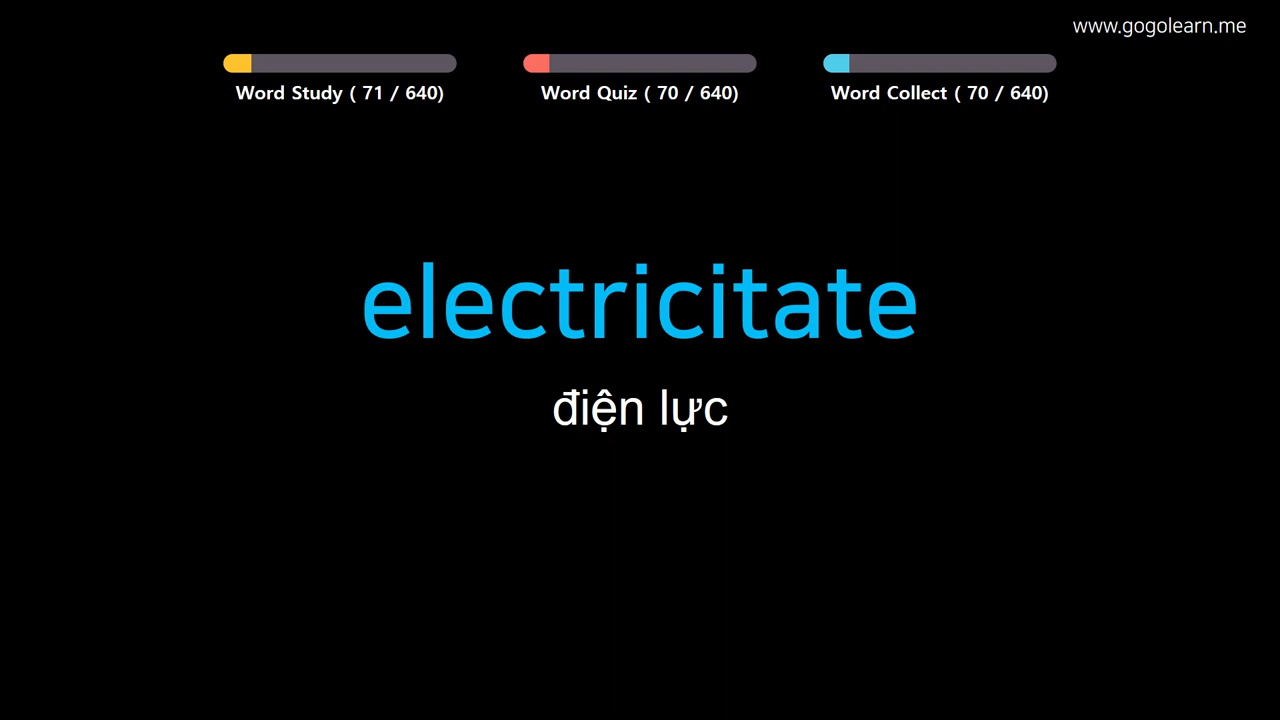 www.gogolearn.me
Word Study ( 71 / 640)
Word Quiz ( 70 / 640)
Word Collect ( 70 / 640)
electricitate
điện lực